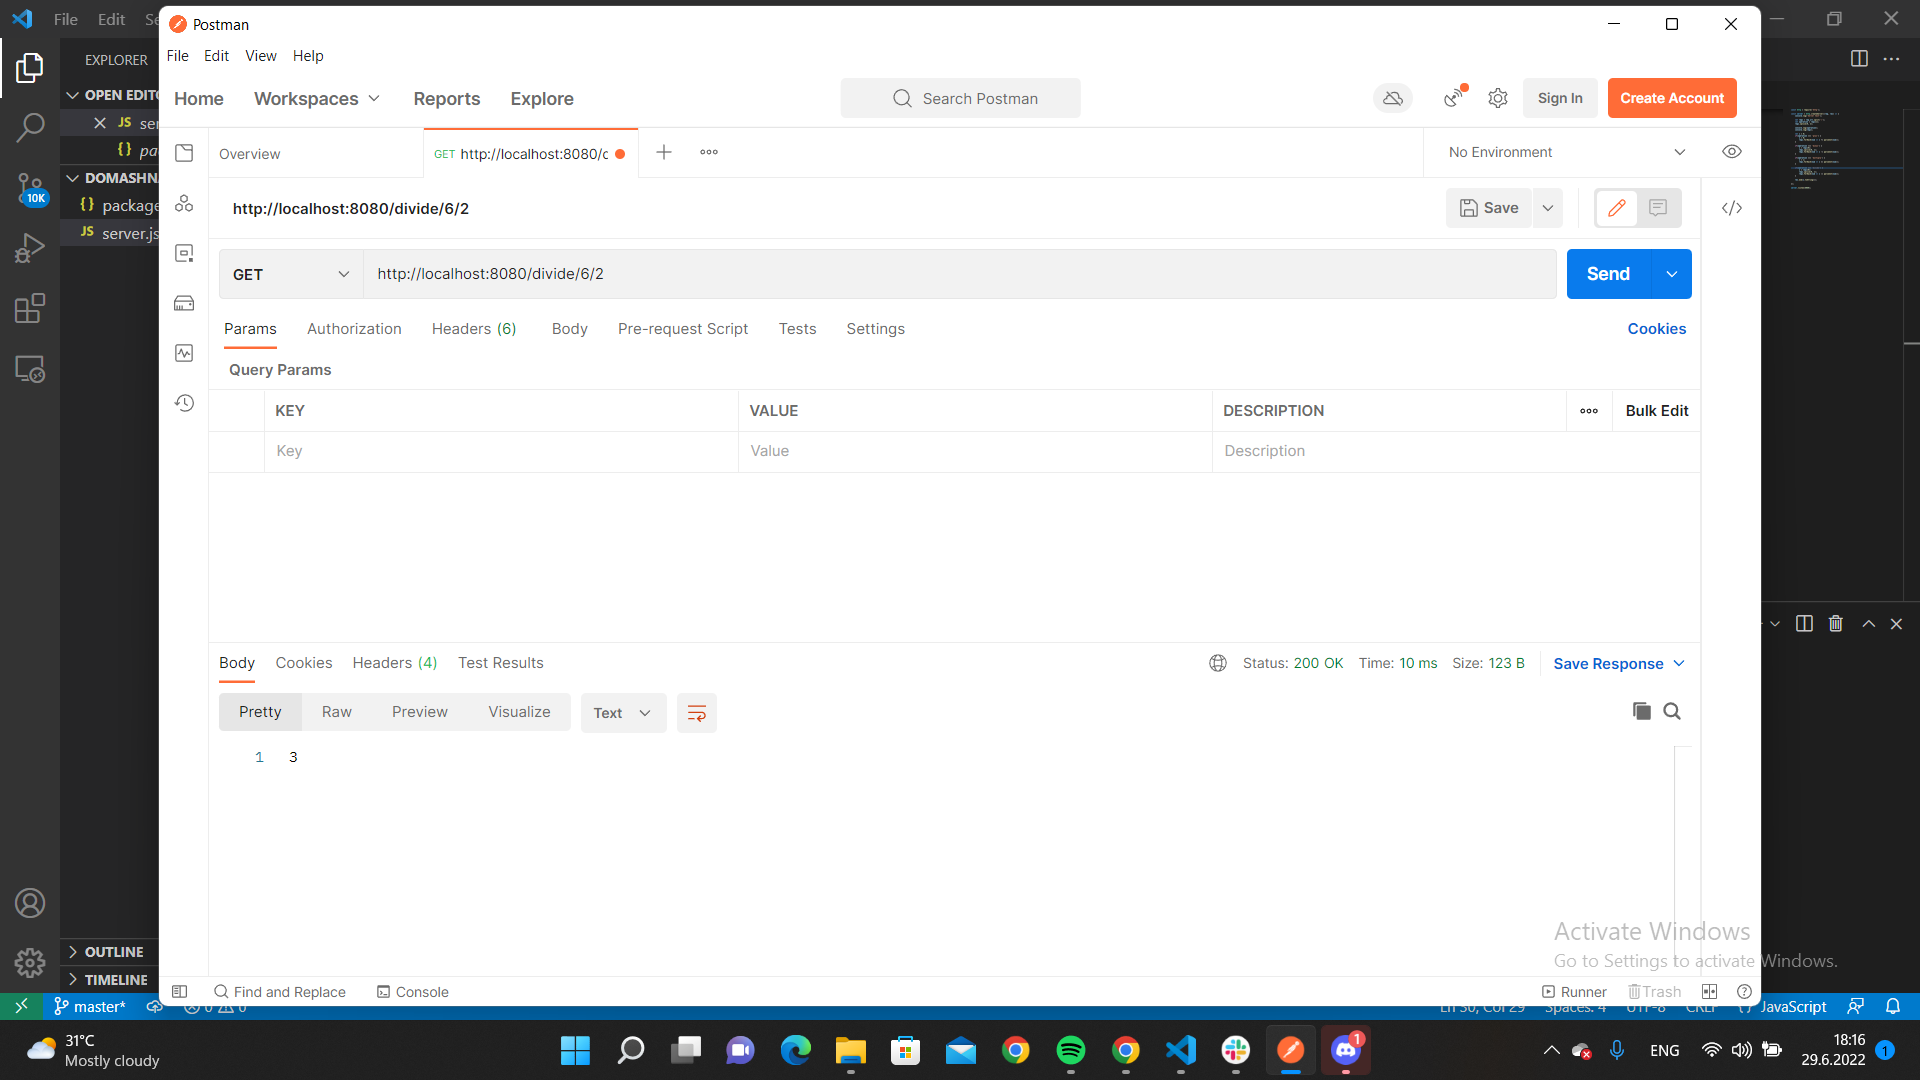 File Edit Se
Postman
File Edit View Help
Home Workspaces Reports Explore Search Postman Sign In Create Account
EXPLORER
OPEN EDITO
JS ser
{} pa
DOMASHN
{} package
JS server.js
10K
Overview GET http://localhost:8080/c No Environment
http://localhost:8080/divide/6/2 Save
GET http://localhost:8080/divide/6/2 Send
Params Authorization Headers (6) Body Pre-request Script Tests Settings Cookies
Query Params
KEY VALUE DESCRIPTION Bulk Edit
Key Value Description
Body Cookies Headers (4) Test Results Status: 200 OK Time: 10 ms Size: 123 B Save Response
Pretty Raw Preview Visualize Text
1 3
Activate Windows
Go to Settings to activate Windows.
OUTLINE
TIMELINE
Find and Replace Console Runner Trash
master* 0 0 Ln 30, Col 29 Spaces: 4 UTF-8 CRLF {} JavaScript
31°C
Mostly cloudy
1
ENG
18:16
29.6.2022
1